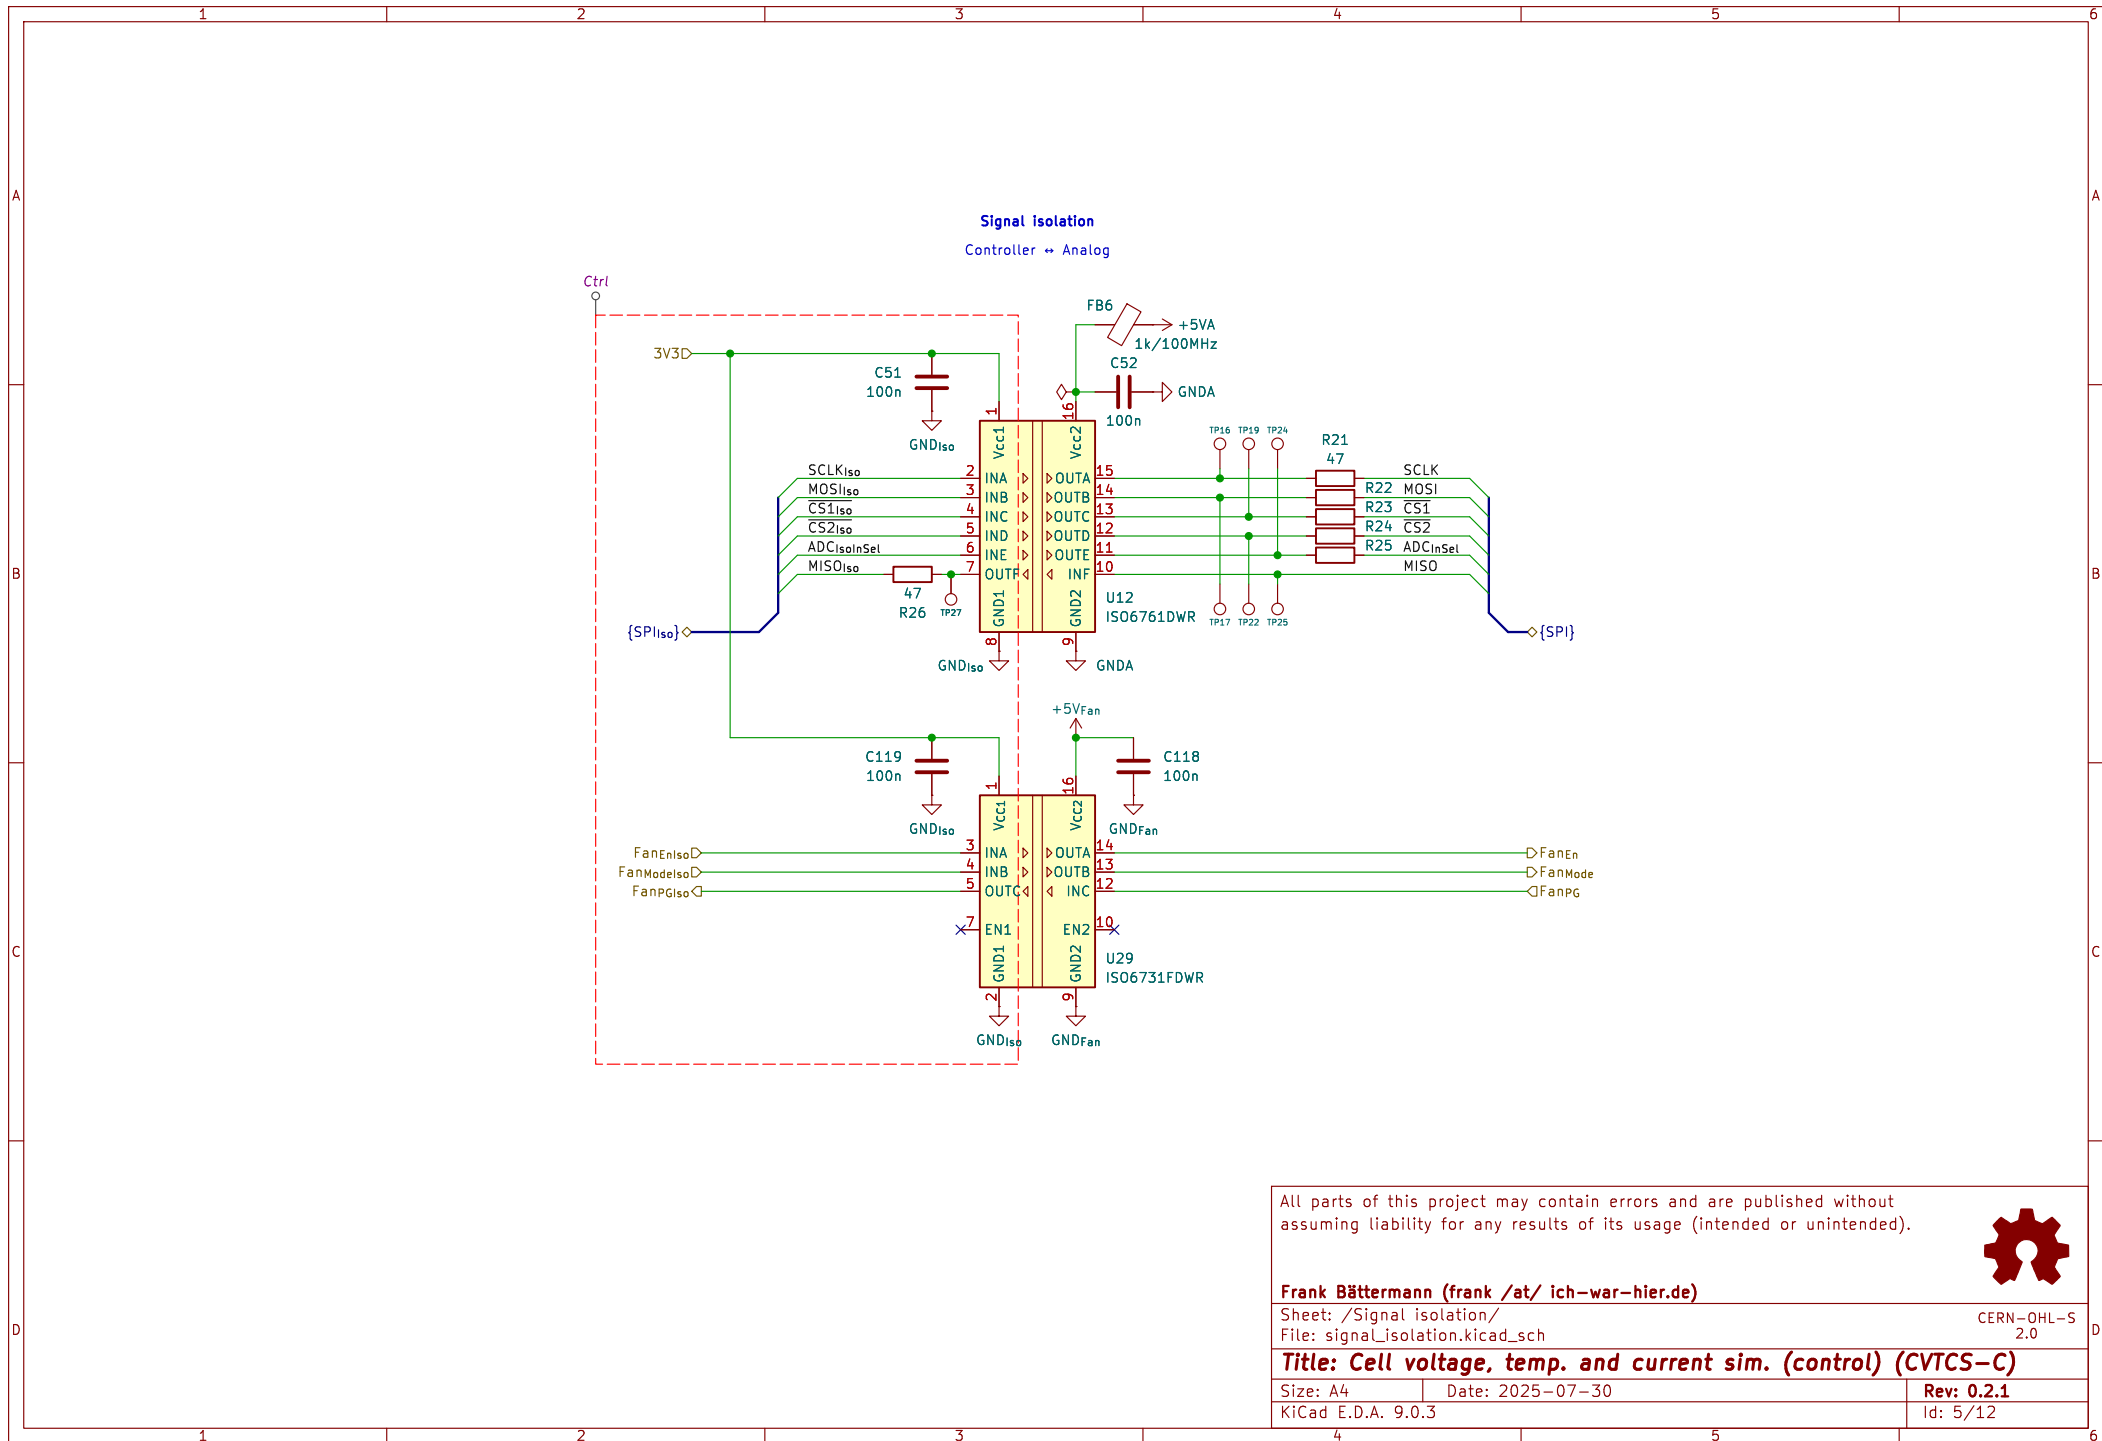 1 2 3 4 5 6
A A
B B
C C
D D
Signal isolation
Controller ↔ Analog
Ctrl
FB6
+5VA
1k/100MHz
3V3
C51
100n
GNDIso
C52
GNDA
100n
1
16
Vcc1
Vcc2
TP16 TP19 TP24
R21
47
SCLKIso 2 INA OUTA 15 SCLK
MOSIIso 3 INB OUTB 14 R22 MOSI
CS1Iso 4 INC OUTC 13 R23 CS1
CS2Iso 5 IND OUTD 12 R24 CS2
ADCIsoInSel 6 INE OUTE 11 R25 ADCInSel
MISOIso 7 OUTF INF 10 MISO
47
R26
TP27
GND1
GND2
U12
ISO6761DWR
TP17 TP22 TP25
{SPIIso}
{SPI}
8
9
GNDIso
GNDA
+5VFan
C119
100n
GNDIso
C118
100n
GNDFan
1
16
Vcc1
Vcc2
FanEnIso 3 INA OUTA 14 FanEn
FanModeIso 4 INB OUTB 13 FanMode
FanPGIso 5 OUTC INC 12 FanPG
7 EN1 EN2 10
GND1
GND2
U29
ISO6731FDWR
2
9
GNDIso
GNDFan
All parts of this project may contain errors and are published without
assuming liability for any results of its usage (intended or unintended).
Frank Bättermann (frank /at/ ich-war-hier.de)
Sheet: /Signal isolation/
File: signal_isolation.kicad_sch
CERN-OHL-S
2.0
Title: Cell voltage, temp. and current sim. (control) (CVTCS-C)
Size: A4
Date: 2025-07-30
Rev: 0.2.1
KiCad E.D.A. 9.0.3
Id: 5/12
1 2 3 4 5 6